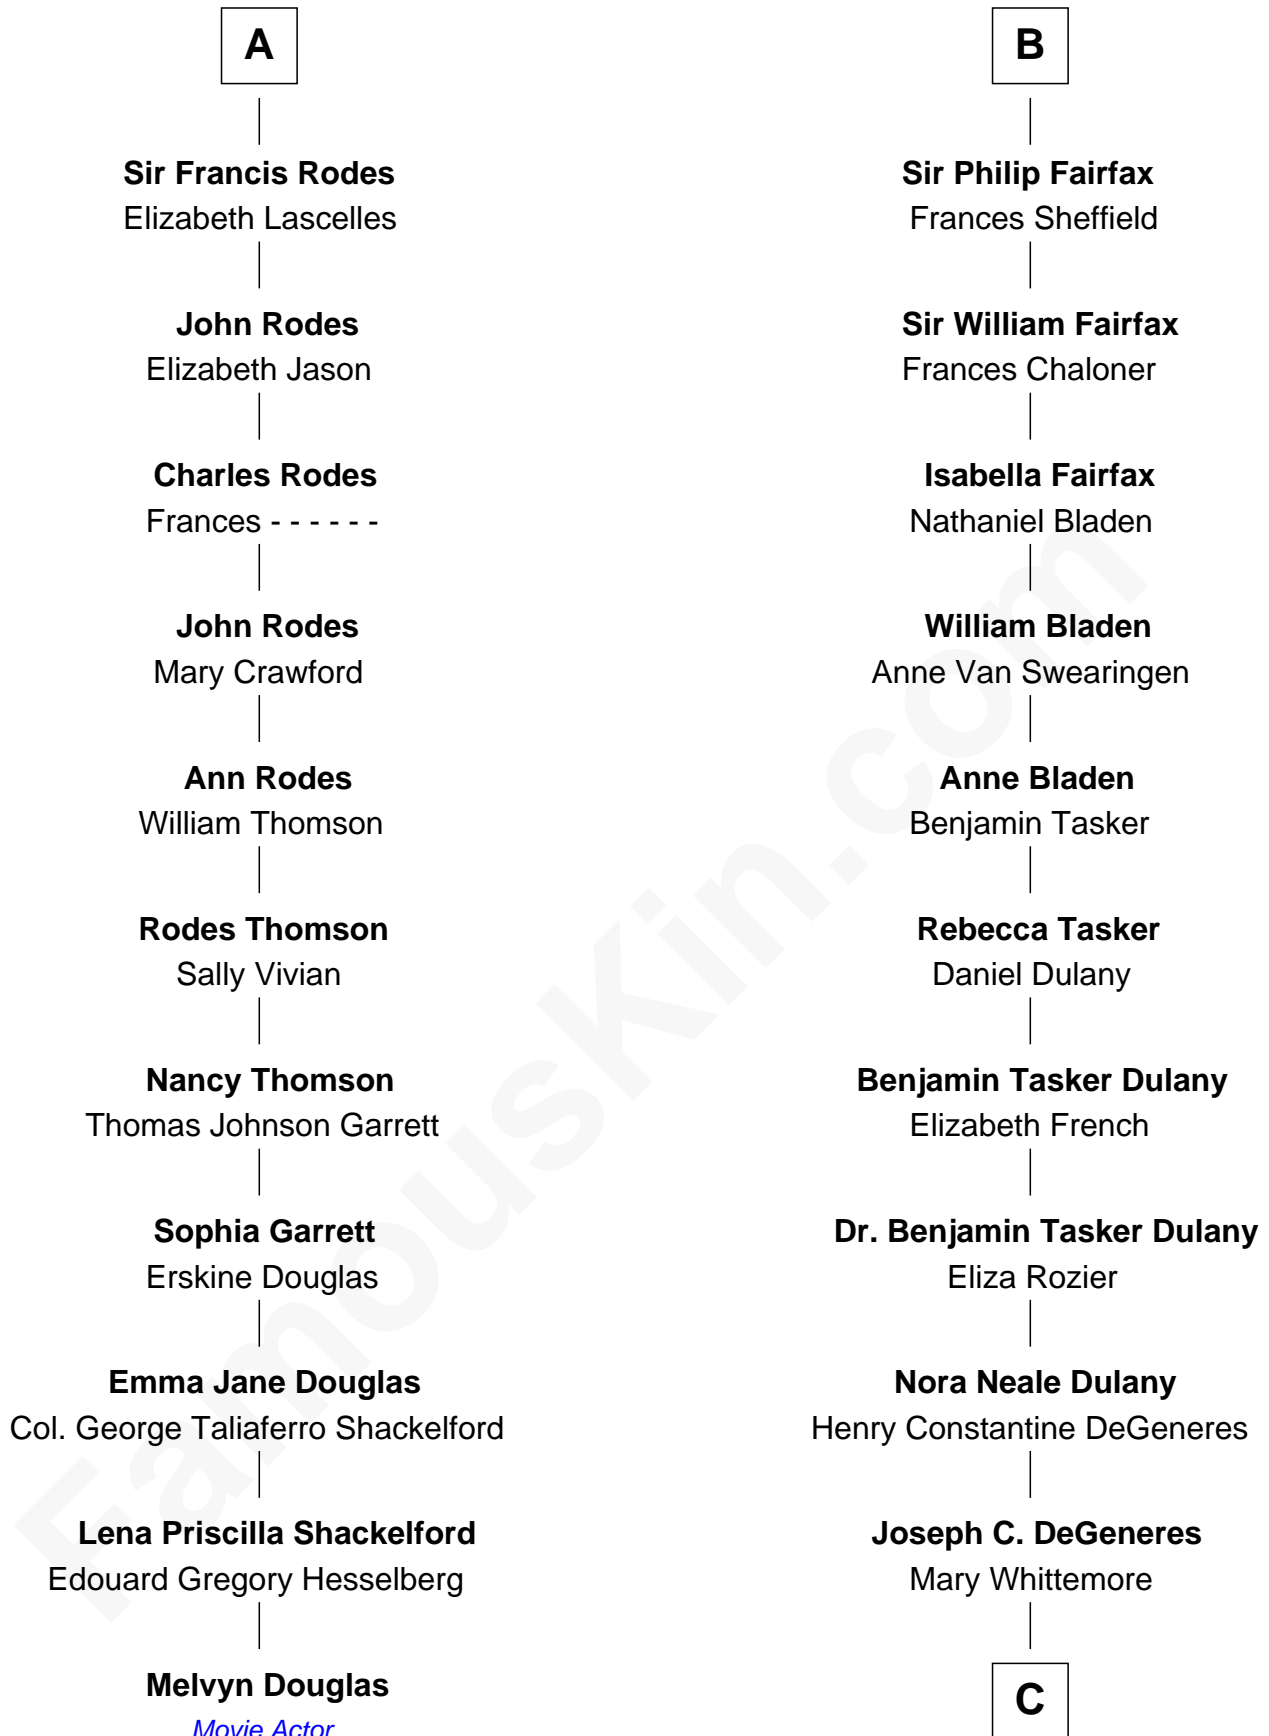 A
Sir Francis Rodes
Elizabeth Lascelles
John Rodes
Elizabeth Jason
Charles Rodes
Frances - - - - - -
John Rodes
Mary Crawford
Ann Rodes
William Thomson
Rodes Thomson
Sally Vivian
Nancy Thomson
Thomas Johnson Garrett
Sophia Garrett
Erskine Douglas
Emma Jane Douglas
Col. George Taliaferro Shackelford
Lena Priscilla Shackelford
Edouard Gregory Hesselberg
Melvyn Douglas
Movie Actor
B
Sir Philip Fairfax
Frances Sheffield
Sir William Fairfax
Frances Chaloner
Isabella Fairfax
Nathaniel Bladen
William Bladen
Anne Van Swearingen
Anne Bladen
Benjamin Tasker
Rebecca Tasker
Daniel Dulany
Benjamin Tasker Dulany
Elizabeth French
Dr. Benjamin Tasker Dulany
Eliza Rozier
Nora Neale Dulany
Henry Constantine DeGeneres
Joseph C. DeGeneres
Mary Whittemore
C
FamousKin.com